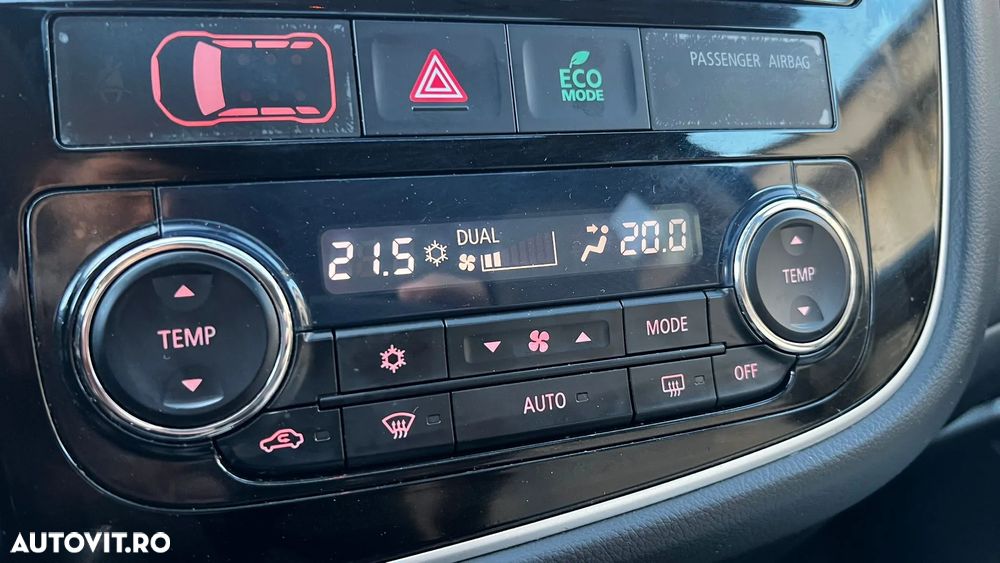 ECO
MODE
PASSENGER AIRBAG
21.5 DUAL 20.0
TEMP
TEMP
MODE
AUTO
OFF
AUTOVIT.RO